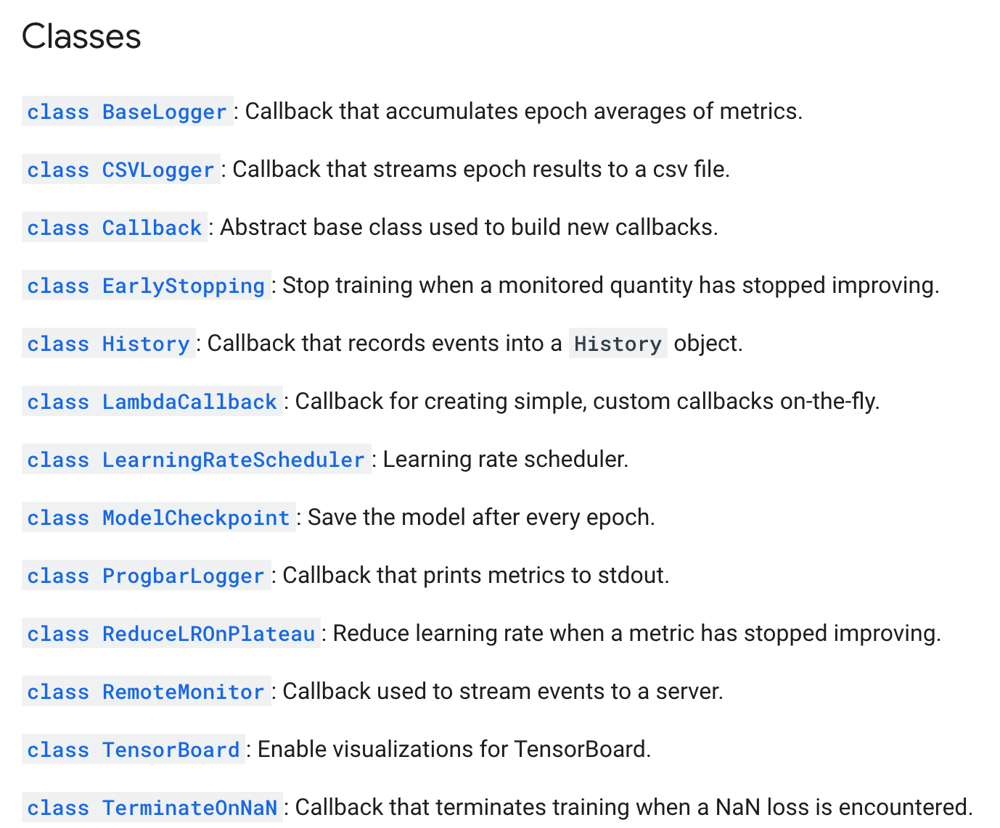 Classes
class BaseLogger: Callback that accumulates epoch averages of metrics.
class CSVLogger: Callback that streams epoch results to a csv file.
class Callback: Abstract base class used to build new callbacks.
class EarlyStopping: Stop training when a monitored quantity has stopped improving.
class History: Callback that records events into a History object.
class LambdaCallback: Callback for creating simple, custom callbacks on-the-fly.
class LearningRateScheduler: Learning rate scheduler.
class ModelCheckpoint: Save the model after every epoch.
class ProgbarLogger: Callback that prints metrics to stdout.
class ReduceLROnPlateau: Reduce learning rate when a metric has stopped improving.
class RemoteMonitor: Callback used to stream events to a server.
class TensorBoard: Enable visualizations for TensorBoard.
class TerminateOnNaN: Callback that terminates training when a NaN loss is encountered.